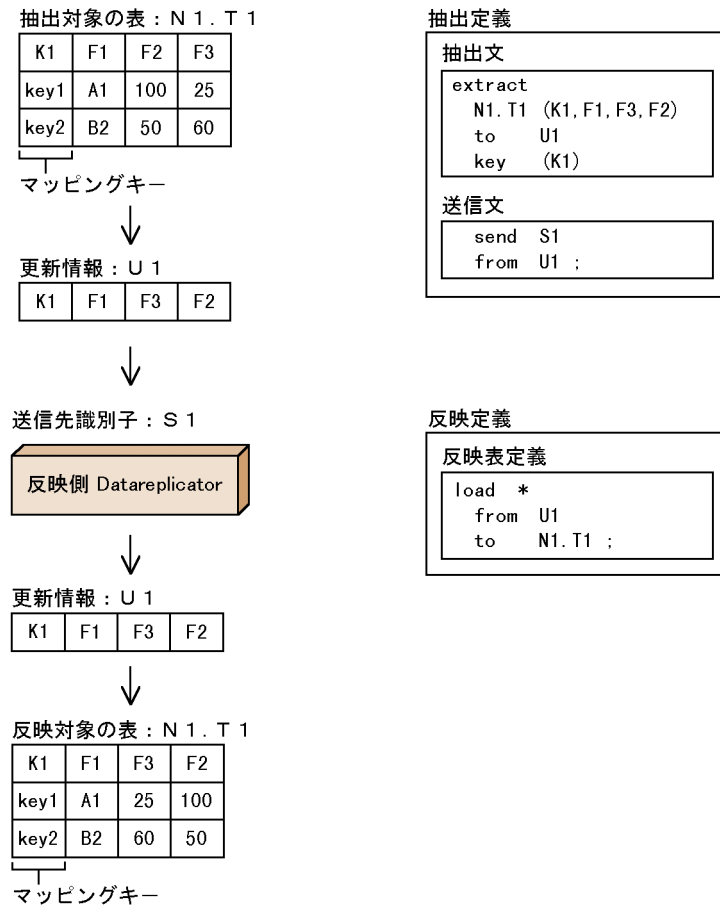 抽出対象の表：N1.T1
K1 F1 F2 F3
key1 A1 100 25
key2 B2 50 60
マッピングキー
更新情報：U1
K1 F1 F3 F2
送信先識別子：S1
反映側 Datareplicator
更新情報：U1
K1 F1 F3 F2
反映対象の表：N1.T1
K1 F1 F3 F2
key1 A1 25 100
key2 B2 60 50
マッピングキー
抽出定義
抽出文
extract
N1.T1 (K1,F1,F3,F2)
to U1
key (K1)
送信文
send S1
from U1 ;
反映定義
反映表定義
load *
from U1
to N1.T1 ;